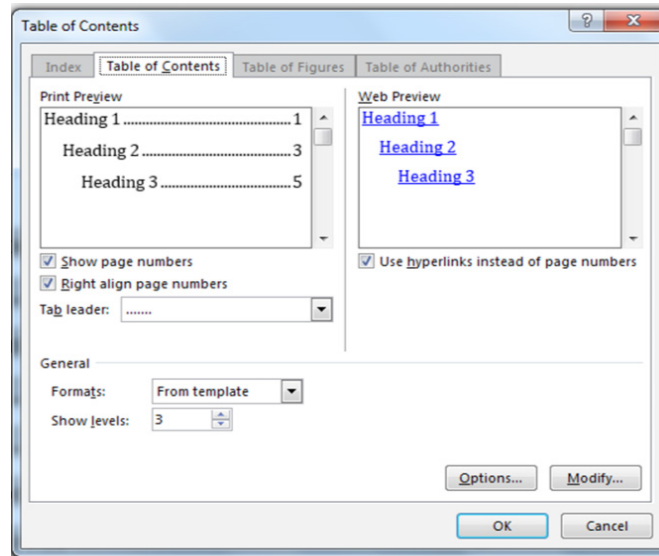 Table of Contents
Index Table of Contents Table of Figures Table of Authorities
Print Preview
Heading 1.......................................1
Heading 2...................................3
Heading 3...............................5
Web Preview
Heading 1
Heading 2
Heading 3
Show page numbers
Right align page numbers
Tab leader: .......
Use hyperlinks instead of page numbers
General
Formats: From template
Show levels: 3
Options... Modify...
OK Cancel